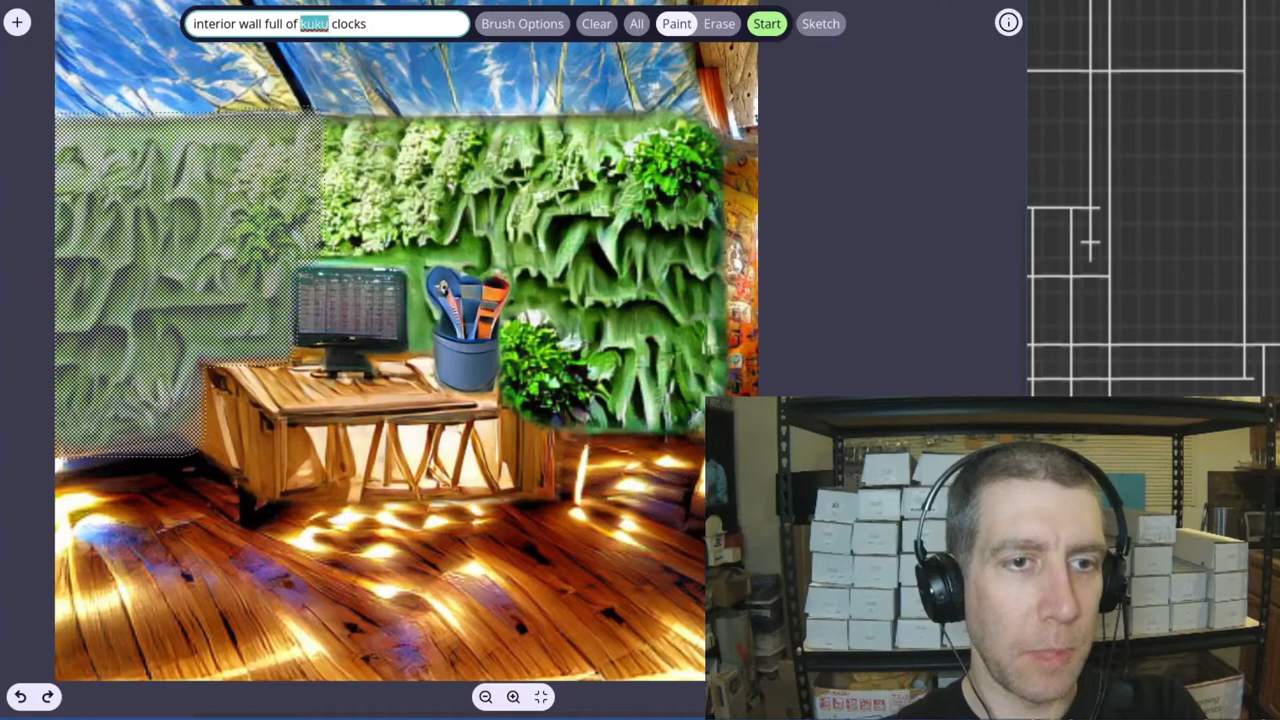 interior wall full of kuku clocks
Brush Options
Clear
All
Paint
Erase
Start
Sketch